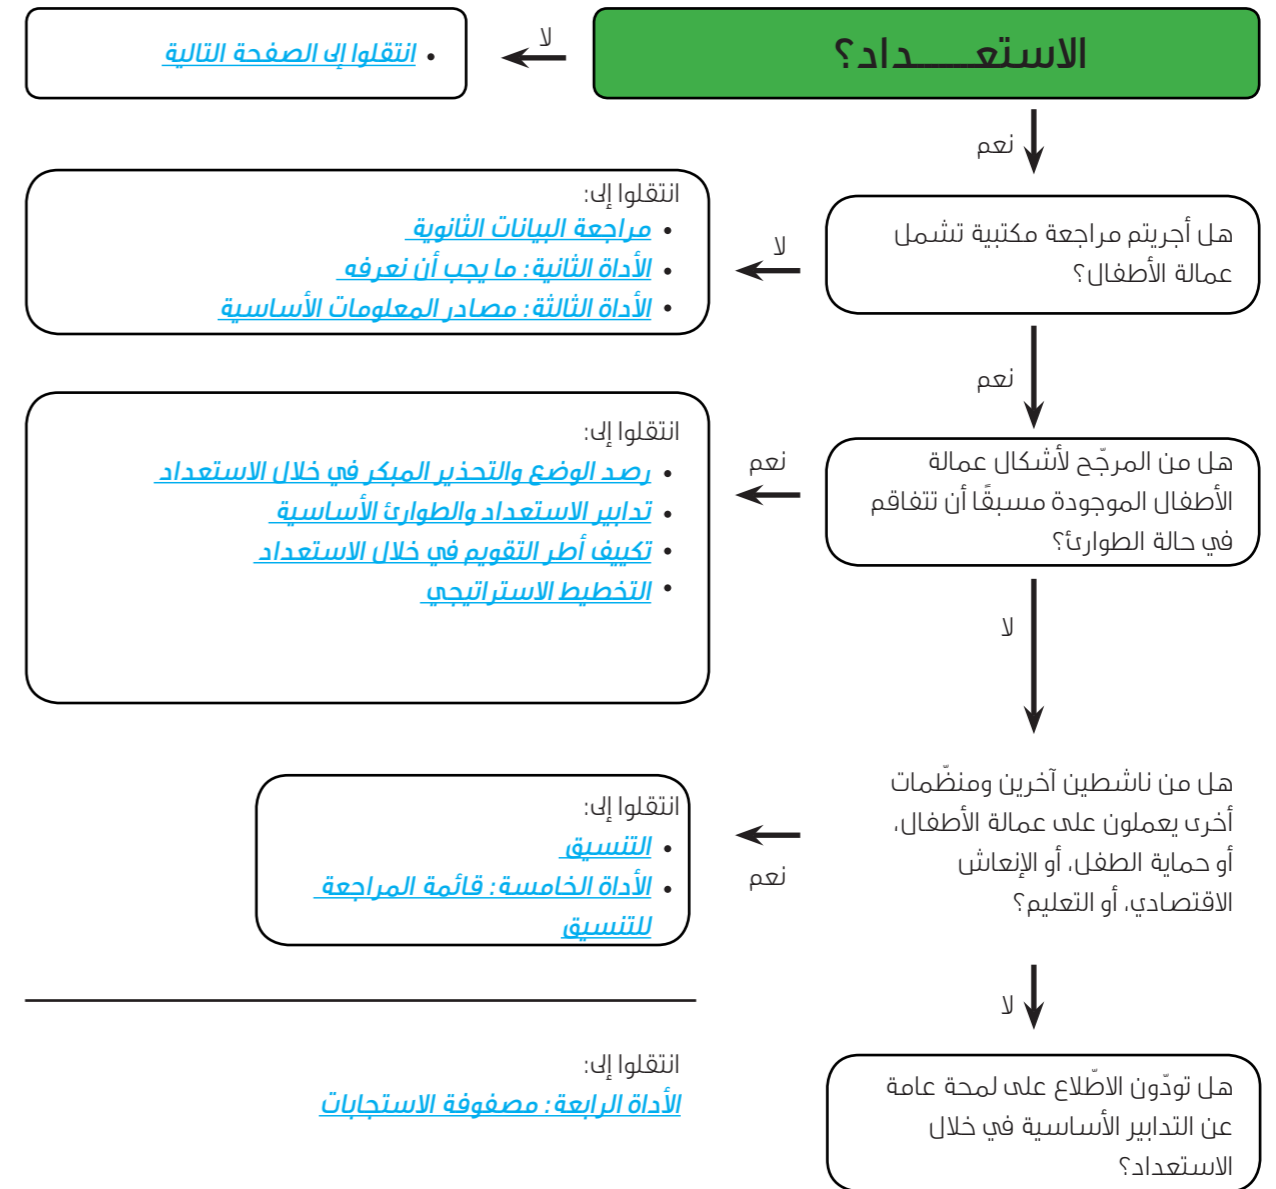 الاستعـــــداد؟
لا
• انتقلوا إلى الصفحة التالية
نعم
هل أجريتم مراجعة مكتبية تشمل
عمالة الأطفال؟
لا
انتقلوا إلى:
• مراجعة البيانات الثانوية
• الأداة الثانية: ما يجب أن نعرفه
• الأداة الثالثة: مصادر المعلومات الأساسية
نعم
هل من المرجّح لأشكال عمالة
الأطفال الموجودة مسبقًا أن تتفاقم
في حالة الطوارئ؟
نعم
انتقلوا إلى:
• رصد الوضع والتحذير المبكر في خلال الاستعداد
• تدابير الاستعداد والطوارئ الأساسية
• تكييف أطر التقويم في خلال الاستعداد
• التخطيط الاستراتيجي
لا
هل من ناشطين آخرين ومنظّمات
أخرى يعملون على عمالة الأطفال،
أو حماية الطفل، أو الإنعاش
الاقتصادي، أو التعليم؟
نعم
انتقلوا إلى:
• التنسيق
• الأداة الخامسة: قائمة المراجعة
للتنسيق
لا
هل تودّون الاطّلاع على لمحة عامة
عن التدابير الأساسية في خلال
الاستعداد؟
انتقلوا إلى:
الأداة الرابعة: مصفوفة الاستجابات